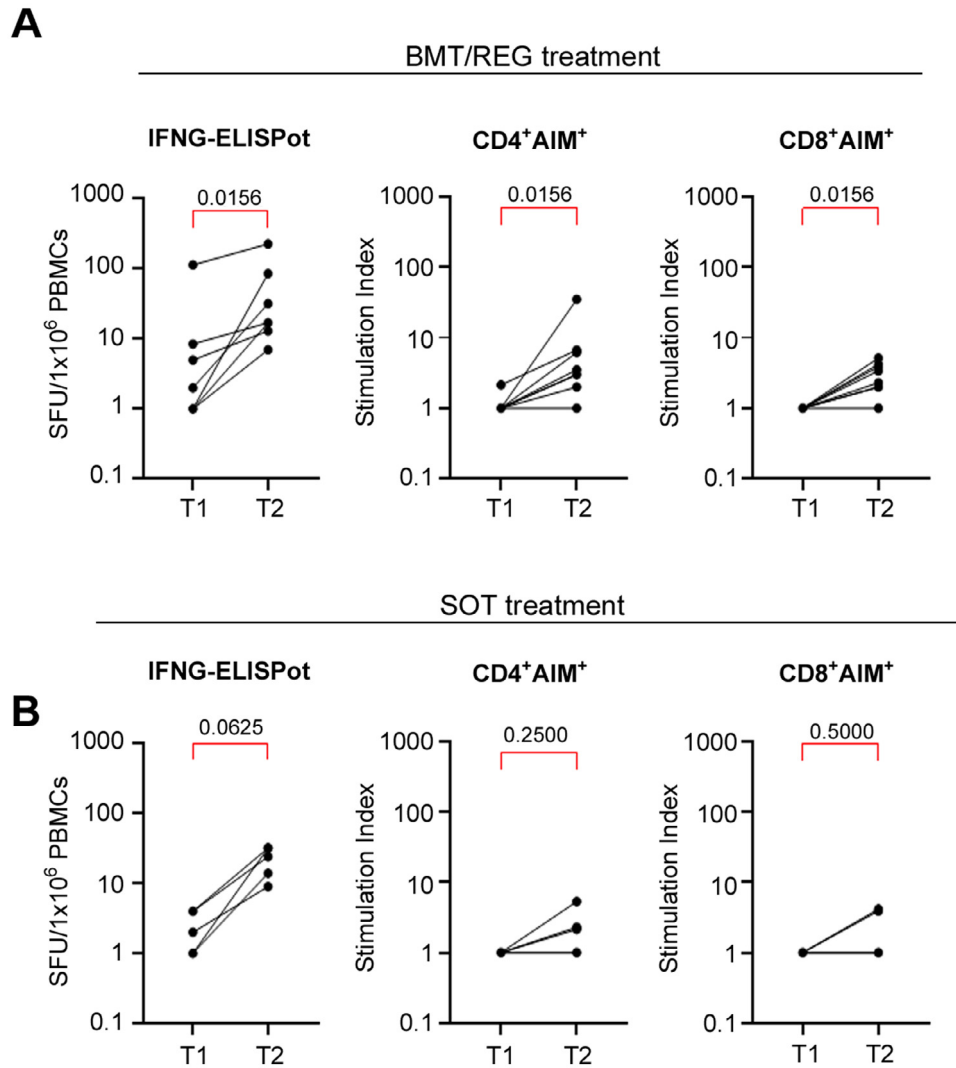 A
BMT/REG treatment
IFNG-ELISPot
CD4⁺AIM⁺
CD8⁺AIM⁺
SFU/1x10⁶ PBMCs
1000
100
10
1
0.1
0.0156
T1 T2
Stimulation Index
1000
100
10
1
0.1
0.0156
T1 T2
Stimulation Index
1000
100
10
1
0.1
0.0156
T1 T2
SOT treatment
B
IFNG-ELISPot
CD4⁺AIM⁺
CD8⁺AIM⁺
SFU/1x10⁶ PBMCs
1000
100
10
1
0.1
0.0625
T1 T2
Stimulation Index
1000
100
10
1
0.1
0.2500
T1 T2
Stimulation Index
1000
100
10
1
0.1
0.5000
T1 T2